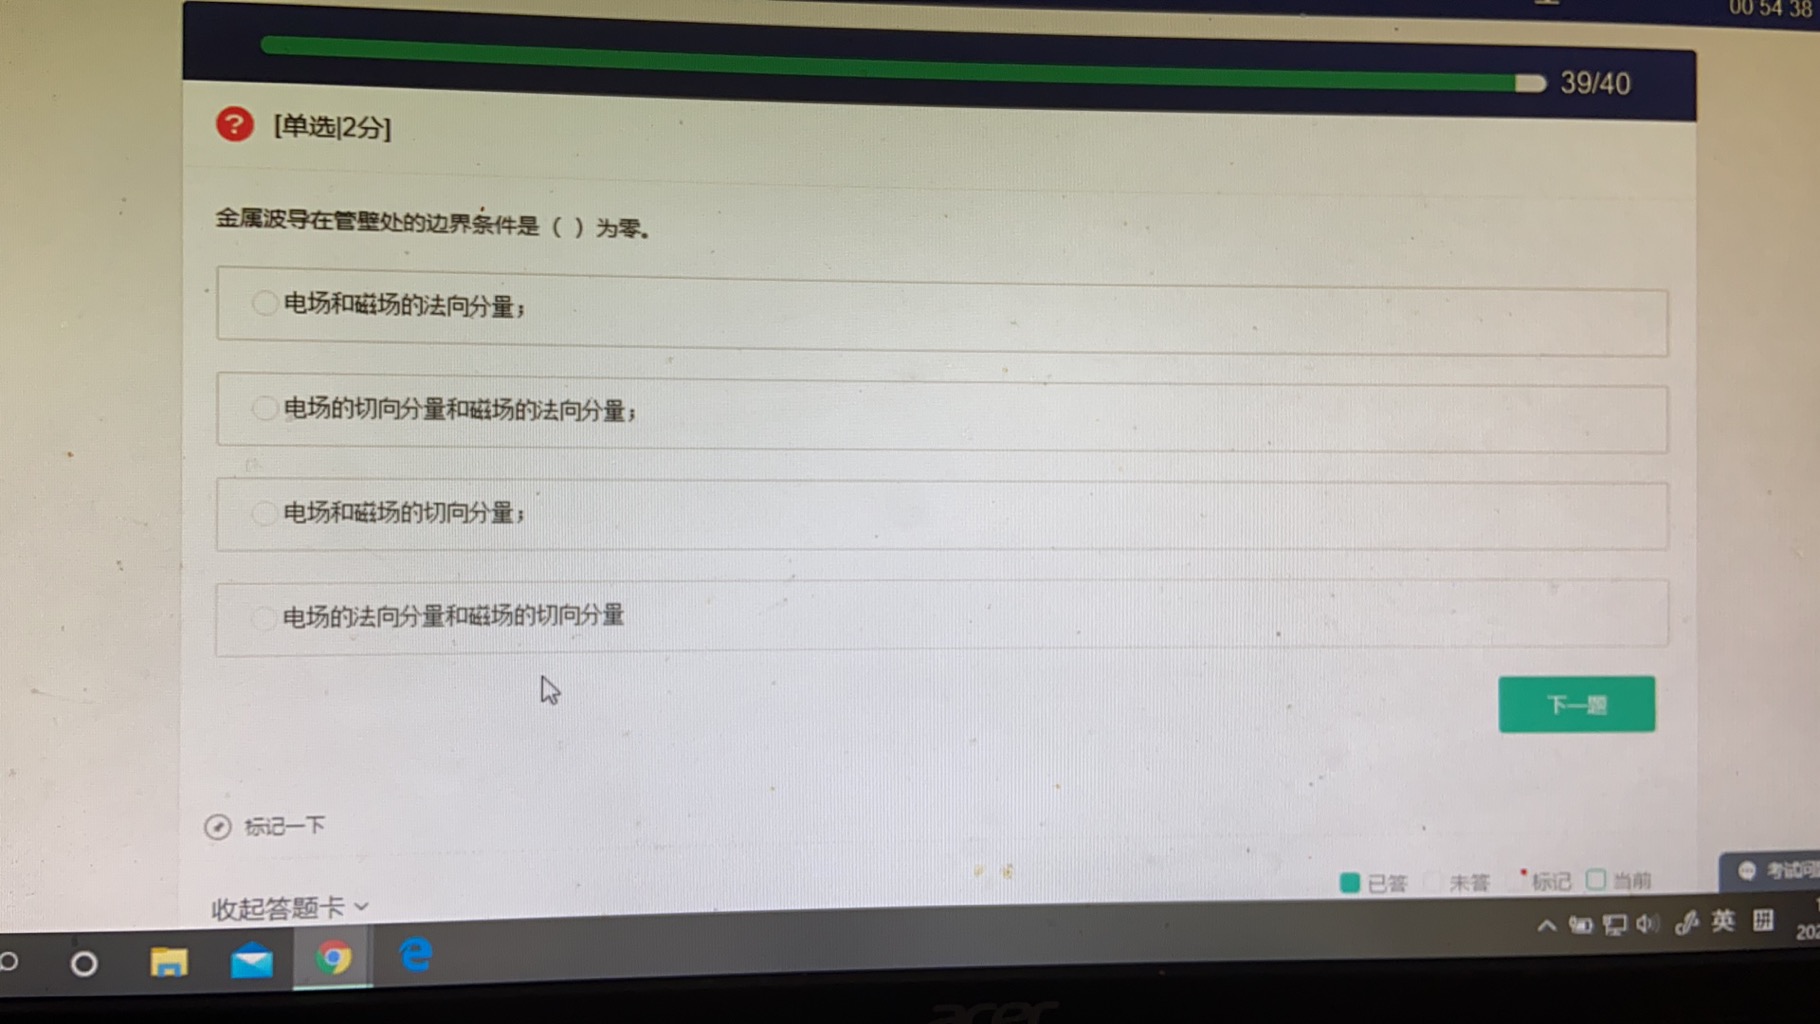 00 54 38
39/40
? [单选|2分]
金属波导在管壁处的边界条件是（ ）为零。
电场和磁场的法向分量；
电场的切向分量和磁场的法向分量；
电场和磁场的切向分量；
电场的法向分量和磁场的切向分量
下一题
标记一下
已答 未答 标记 当前
考试问
收起答题卡
英
202
acer